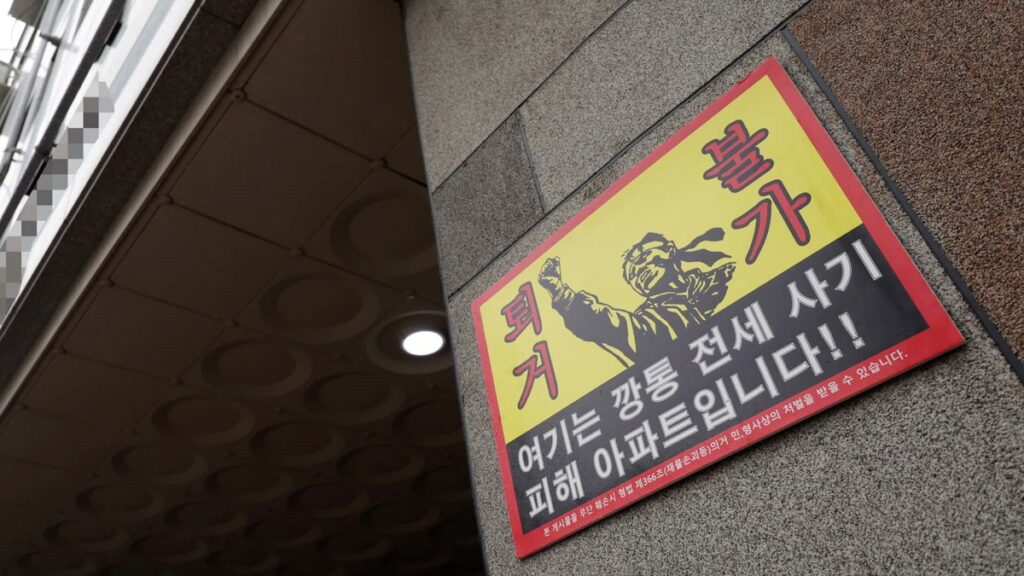 퇴거
불가
여기는 깡통 전세 사기
피해 아파트입니다!!
본 게시물을 무단 훼손시 형법 제366조(재물손괴등)의거 민,형사상의 처벌을 받을 수 있습니다.